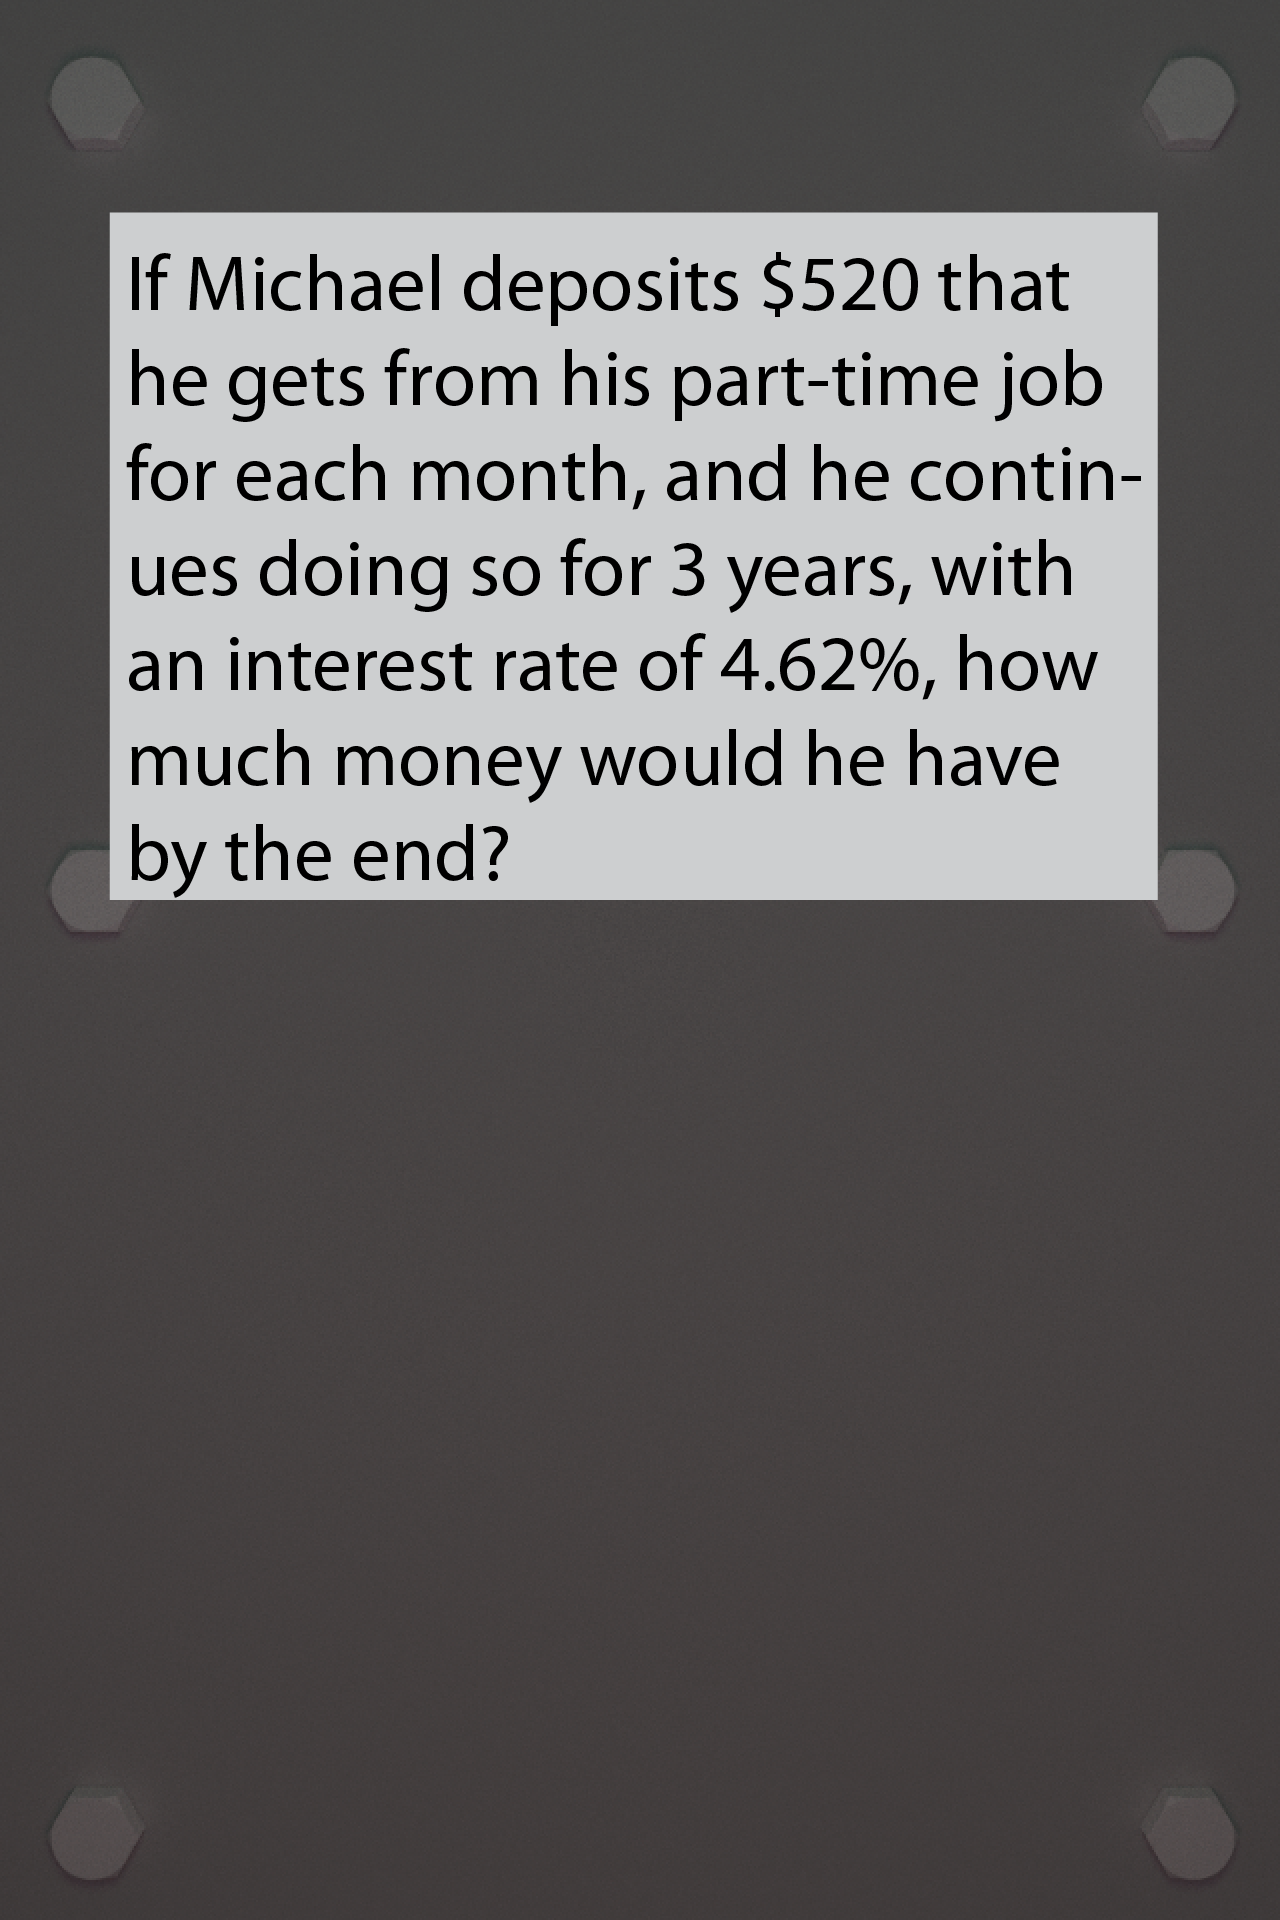 If Michael deposits $520 that
he gets from his part-time job
for each month, and he contin-
ues doing so for 3 years, with
an interest rate of 4.62%, how
much money would he have
by the end?